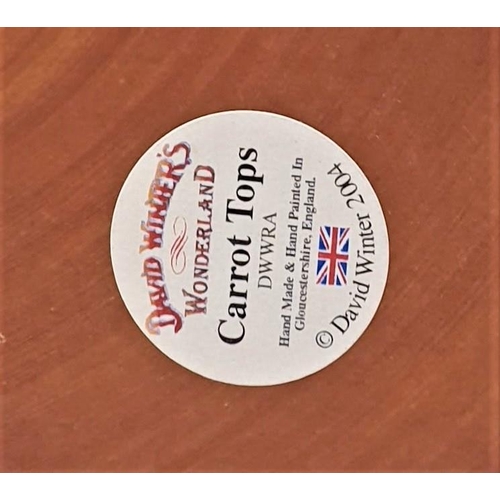 DAVID WINTER'S
WONDERLAND
Carrot Tops
DWWRA
Hand Made & Hand Painted In
Gloucestershire, England.
© David Winter 2004